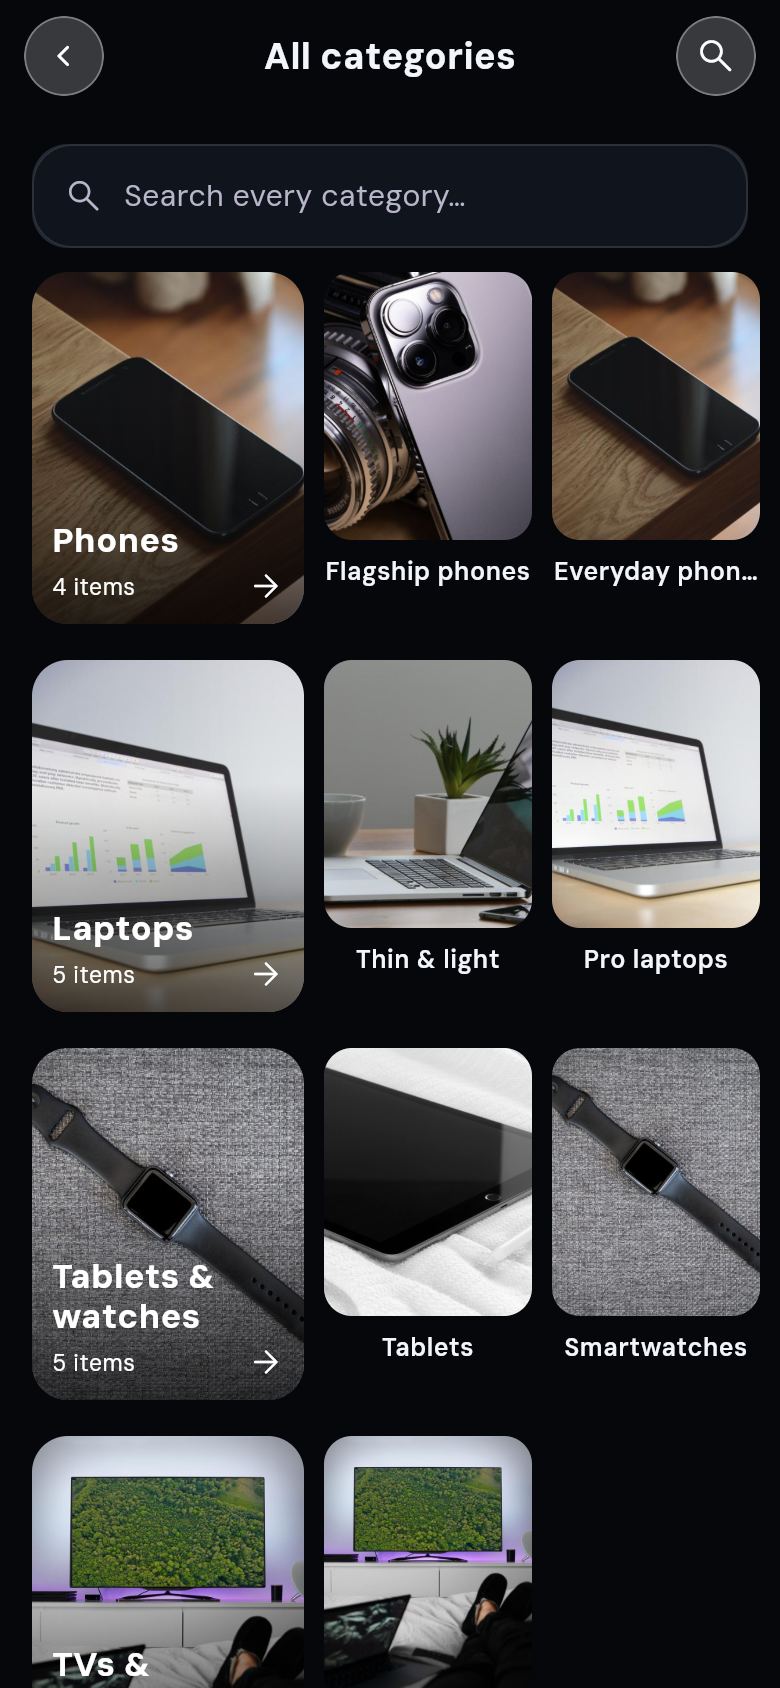 All categories
Search every category...
Phones
4 items
Flagship phones
Everyday phon...
Laptops
5 items
Thin & light
Pro laptops
Tablets &
watches
5 items
Tablets
Smartwatches
TVs &